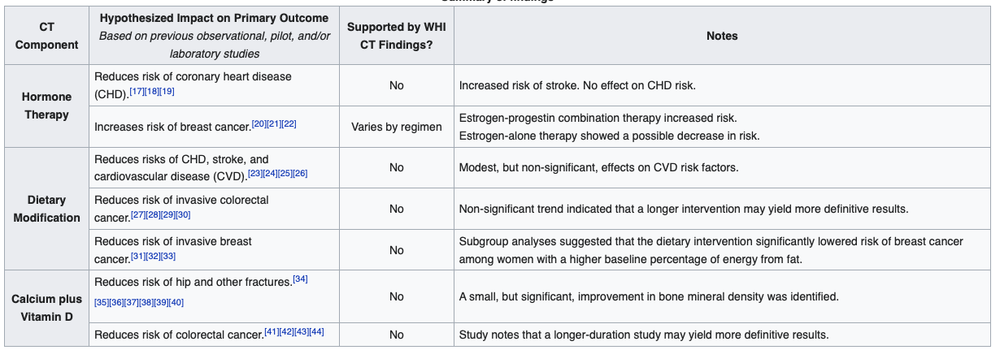 Summary of findings
CT Component
Hypothesized Impact on Primary Outcome
Based on previous observational, pilot, and/or
laboratory studies
Supported by WHI
CT Findings?
Notes
Hormone
Therapy
Reduces risk of coronary heart disease
(CHD).[17][18][19]
No
Increased risk of stroke. No effect on CHD risk.
Increases risk of breast cancer.[20][21][22]
Varies by regimen
Estrogen-progestin combination therapy increased risk.
Estrogen-alone therapy showed a possible decrease in risk.
Dietary
Modification
Reduces risks of CHD, stroke, and
cardiovascular disease (CVD).[23][24][25][26]
No
Modest, but non-significant, effects on CVD risk factors.
Reduces risk of invasive colorectal
cancer.[27][28][29][30]
No
Non-significant trend indicated that a longer intervention may yield more definitive results.
Reduces risk of invasive breast
cancer.[31][32][33]
No
Subgroup analyses suggested that the dietary intervention significantly lowered risk of breast cancer
among women with a higher baseline percentage of energy from fat.
Calcium plus
Vitamin D
Reduces risk of hip and other fractures.[34]
[35][36][37][38][39][40]
No
A small, but significant, improvement in bone mineral density was identified.
Reduces risk of colorectal cancer.[41][42][43][44]
No
Study notes that a longer-duration study may yield more definitive results.